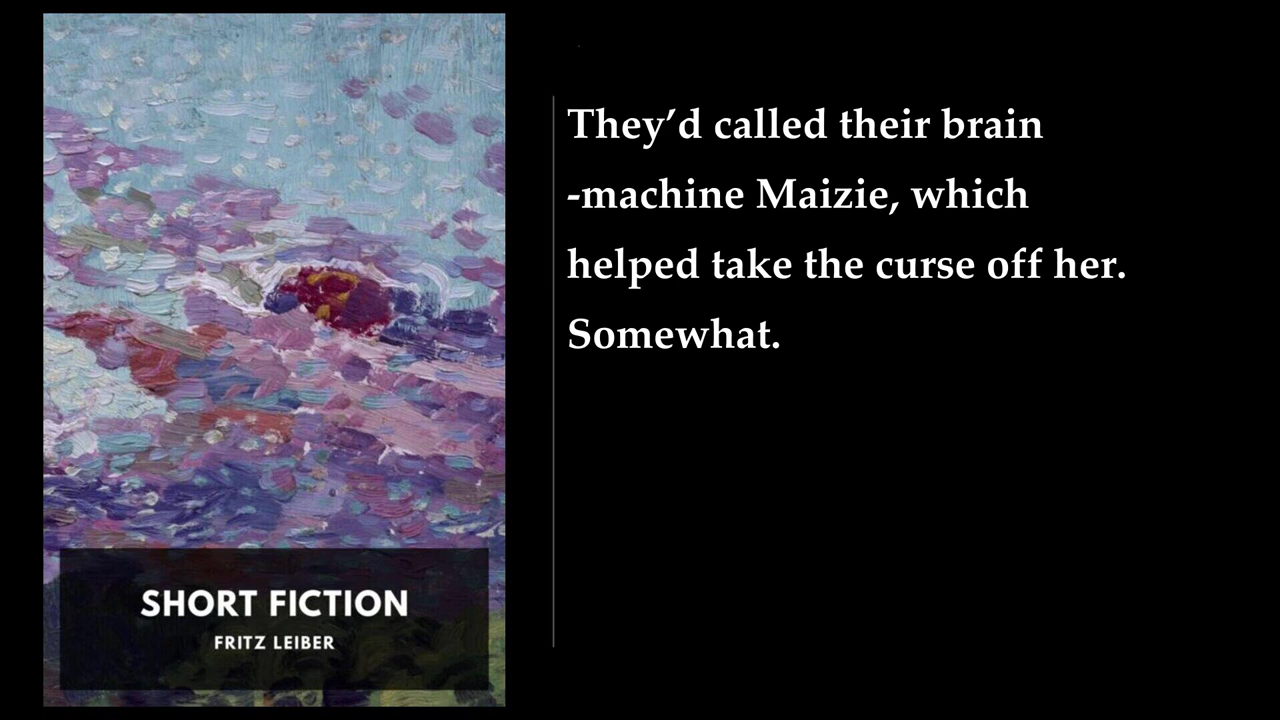 They’d called their brain
-machine Maizie, which
helped take the curse off her.
Somewhat.
SHORT FICTION
FRITZ LEIBER